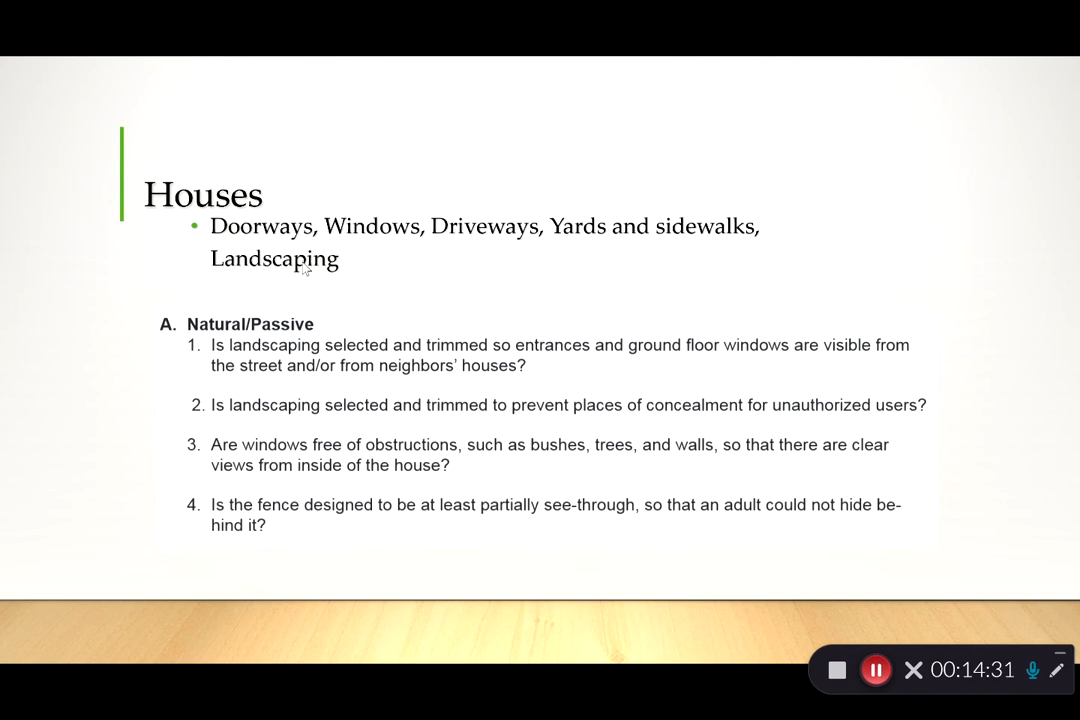 Houses
• Doorways, Windows, Driveways, Yards and sidewalks,
Landscaping
A. Natural/Passive
1. Is landscaping selected and trimmed so entrances and ground floor windows are visible from
the street and/or from neighbors’ houses?
2. Is landscaping selected and trimmed to prevent places of concealment for unauthorized users?
3. Are windows free of obstructions, such as bushes, trees, and walls, so that there are clear
views from inside of the house?
4. Is the fence designed to be at least partially see-through, so that an adult could not hide be-
hind it?
00:14:31